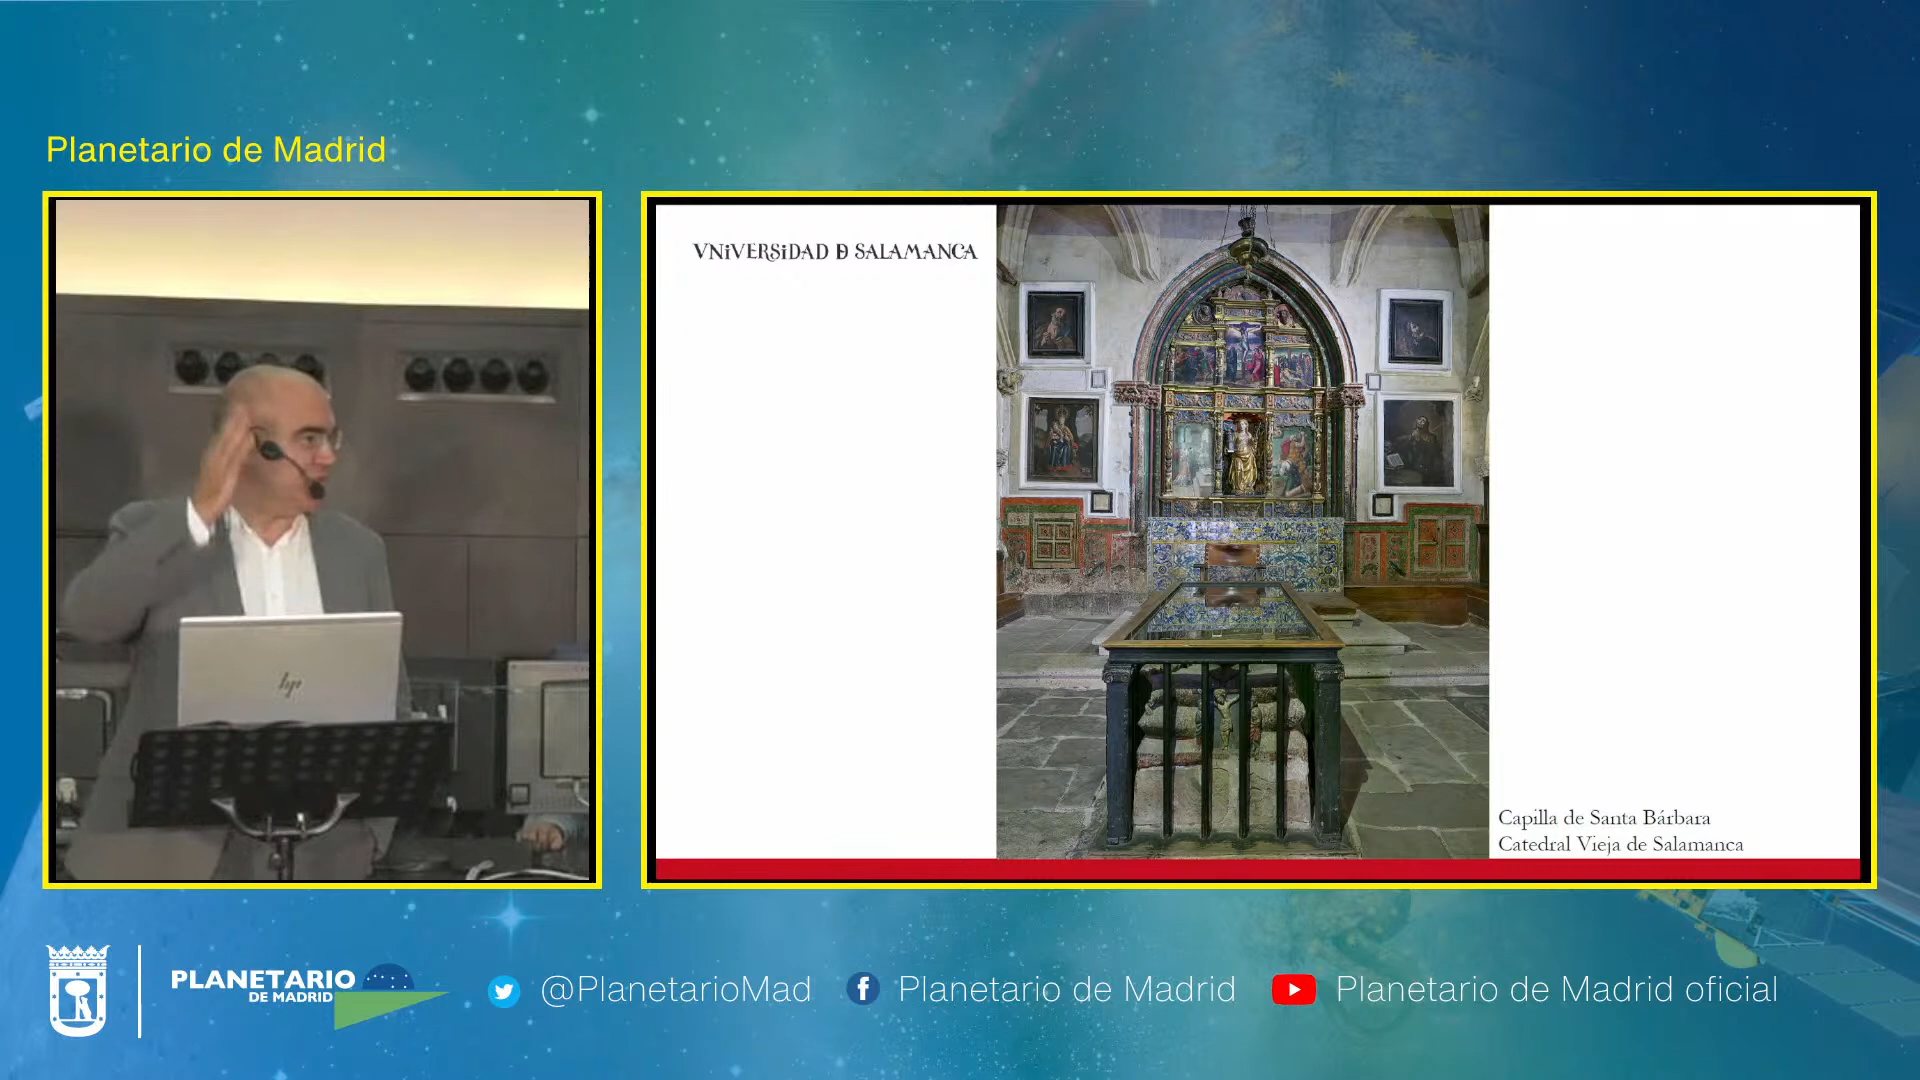 Planetario de Madrid
VNiVERSiDAD Ð SALAMANCA
hp
Capilla de Santa Bárbara
Catedral Vieja de Salamanca
PLANETARIO
DE MADRID
@PlanetarioMad
Planetario de Madrid
Planetario de Madrid oficial